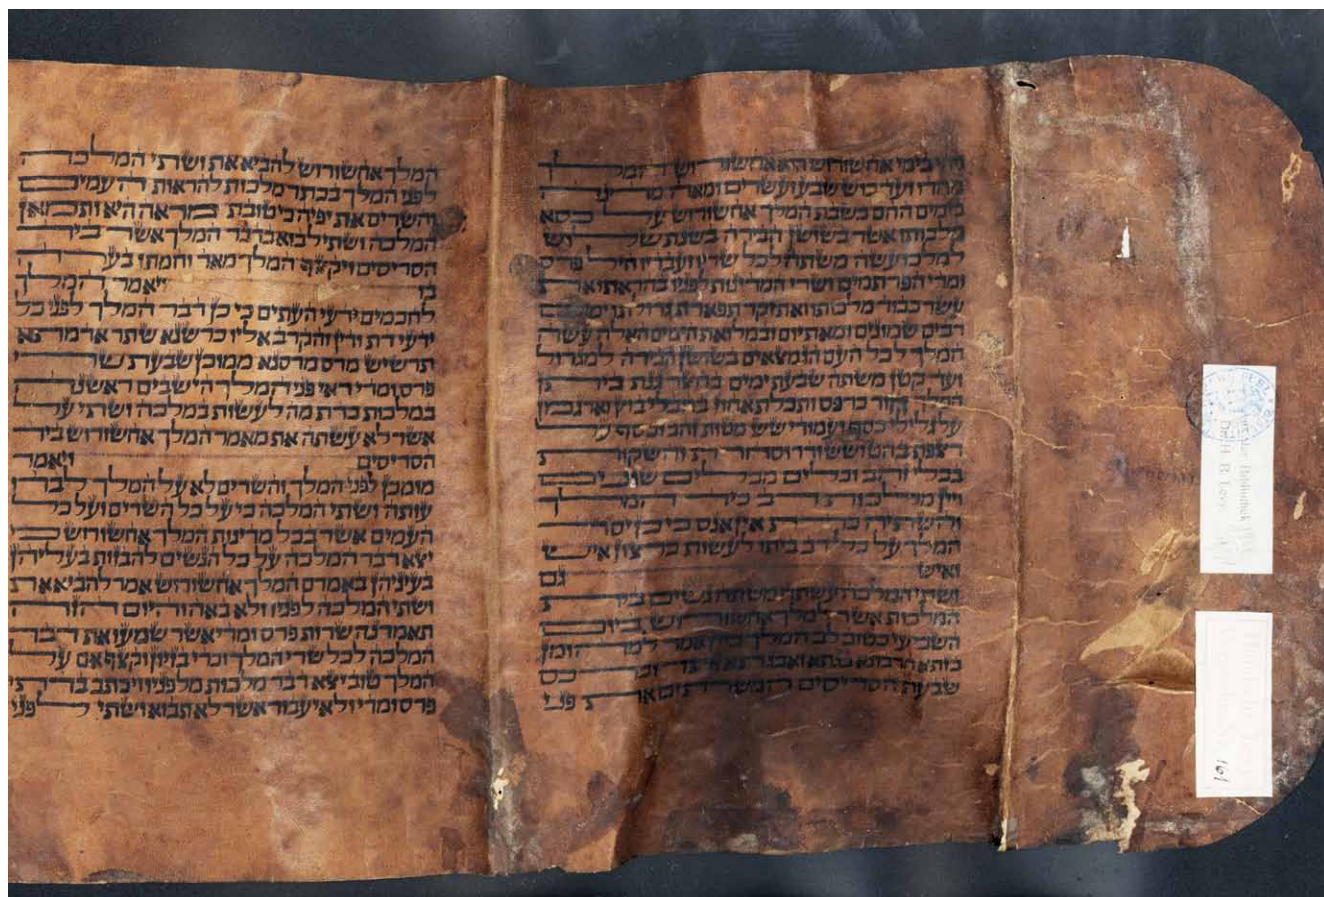 ויהי בימי אחשורוש הוא אחשורוש המלך
מהדו ועד כוש שבע ועשרים ומאה מדינה
בימים ההם כשבת המלך אחשורוש על כסא
מלכותו אשר בשושן הבירה בשנת שלוש
למלכו עשה משתה לכל שריו ועבדיו חיל פרס
ומדי הפרתמים ושרי המדינות לפניו בהראתו את
עשר כבוד מלכותו ואת יקר תפארת גדולתו ימים
רבים שמונים ומאת יום ובמלואת הימים האלה עשה
המלך לכל העם הנמצאים בשושן הבירה למגדול
ועד קטן משתה שבעת ימים בחצר גנת ביתן
המלך חור כרפס ותכלת אחוז בחבלי בוץ וארגמן
על גלילי כסף ועמודי שש מטות זהב וכסף על
רצפת בהט ושש ודר וסחרת והשקות
בכלי זהב וכלים מכלים שונים
ויין מלכות רב כיד המלך
והשתיה כדת אין אנס כי כן יסד
המלך על כל רב ביתו לעשות כרצון איש
ואיש גם
ושתי המלכה עשתה משתה נשים בית
המלכות אשר למלך אחשורוש ביום
השביעי כטוב לב המלך ביין אמר למהומן
בזתא חרבונא בגתא ואבגתא זתר וכרכס
שבעת הסריסים המשרתים את פני
המלך אחשורוש להביא את ושתי המלכה
לפני המלך בכתר מלכות להראות העמים
והשרים את יפיה כי טובת מראה היא ותמאן
המלכה ושתי לבוא בדבר המלך אשר ביד
הסריסים ויקצף המלך מאד וחמתו בערה
בו ויאמר המלך
לחכמים ידעי העתים כי כן דבר המלך לפני כל
ידעי דת ודין והקרב אליו כרשנא שתר אדמתא
תרשיש מרס מרסנא ממוכן שבעת שרי
פרס ומדי ראי פני המלך הישבים ראשנה
במלכות כדת מה לעשות במלכה ושתי על
אשר לא עשתה את מאמר המלך אחשורוש ביד
הסריסים ויאמר
מומכן לפני המלך והשרים לא על המלך לבדו
עותה ושתי המלכה כי על כל השרים ועל כל
העמים אשר בכל מדינות המלך אחשורוש כי
יצא דבר המלכה על כל הנשים להבזות בעליהן
בעיניהן באמרם המלך אחשורוש אמר להביא את
ושתי המלכה לפניו ולא באה והיום הזה
תאמרנה שרות פרס ומדי אשר שמעו את דבר
המלכה לכל שרי המלך וכדי בזיון וקצף אם על
המלך טוב יצא דבר מלכות מלפניו ויכתב בדתי
פרס ומדי ולא יעבור אשר לא תבוא ושתי לפני
aus der Bibliothek
Dr. H. B. Levy
161